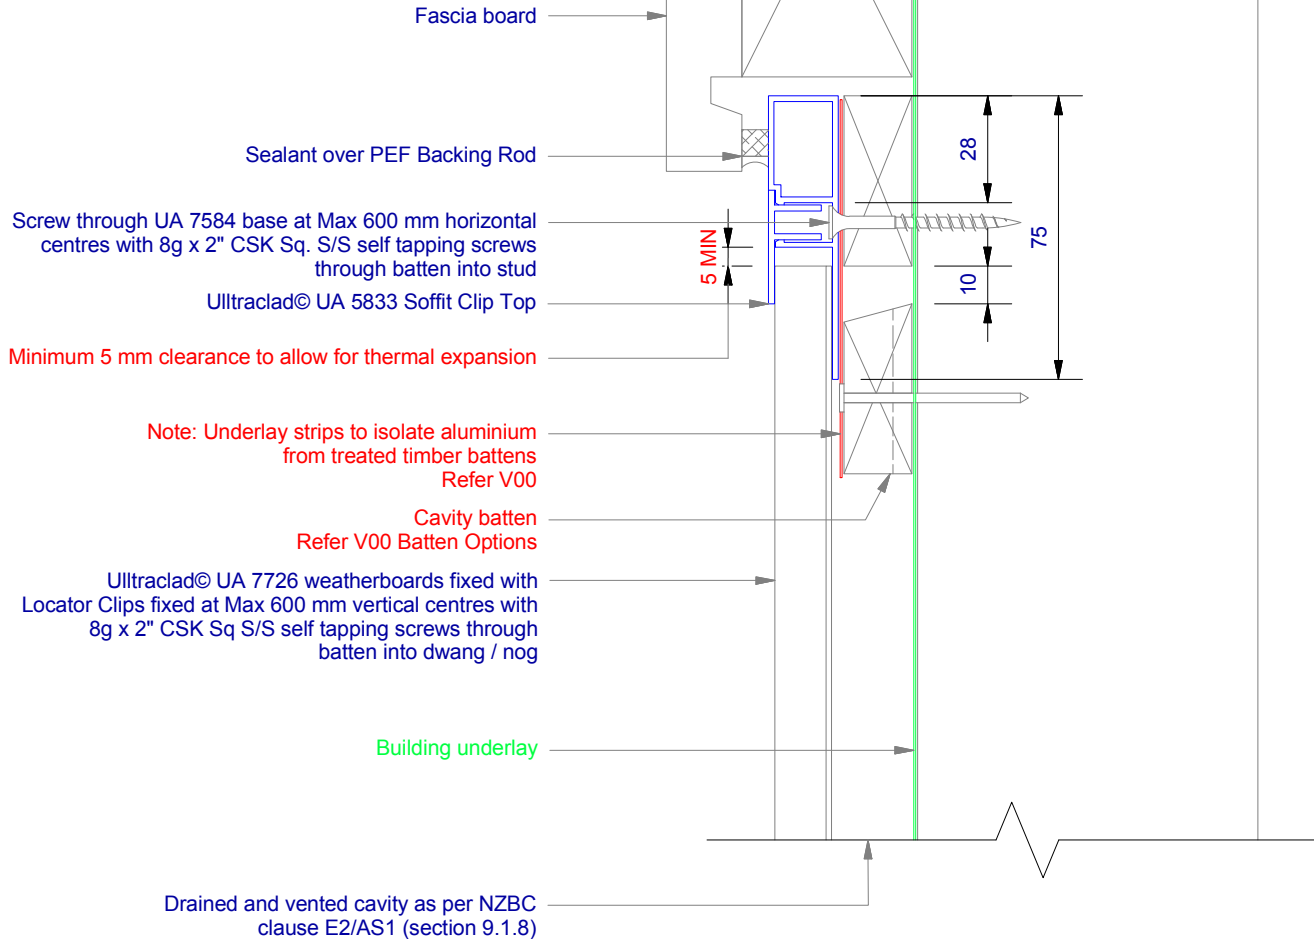 Fascia board
Sealant over PEF Backing Rod
Screw through UA 7584 base at Max 600 mm horizontal
centres with 8g x 2" CSK Sq. S/S self tapping screws
through batten into stud
Ulltraclad© UA 5833 Soffit Clip Top
Minimum 5 mm clearance to allow for thermal expansion
Note: Underlay strips to isolate aluminium
from treated timber battens
Refer V00
Cavity batten
Refer V00 Batten Options
Ulltraclad© UA 7726 weatherboards fixed with
Locator Clips fixed at Max 600 mm vertical centres with
8g x 2" CSK Sq S/S self tapping screws through
batten into dwang / nog
Building underlay
Drained and vented cavity as per NZBC
clause E2/AS1 (section 9.1.8)
5 MIN
28
75
10